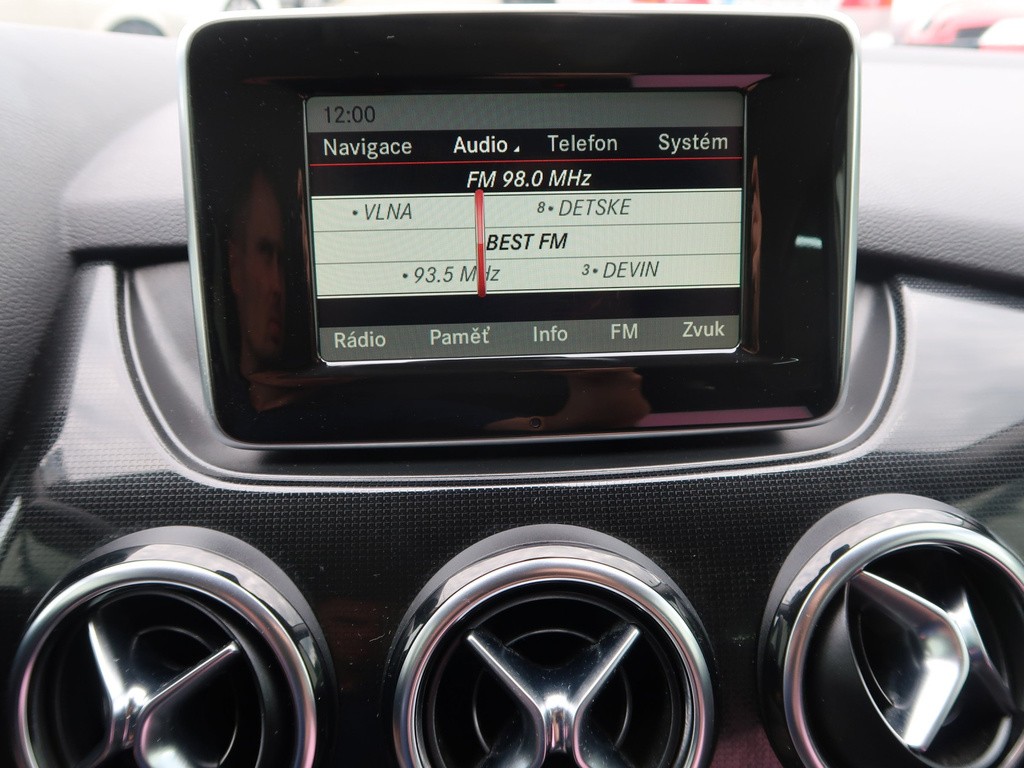 12:00
Navigace Audio Telefon Systém
FM 98.0 MHz
• VLNA 8• DETSKE
BEST FM
• 93.5 MHz 3• DEVIN
Rádio Paměť Info FM Zvuk